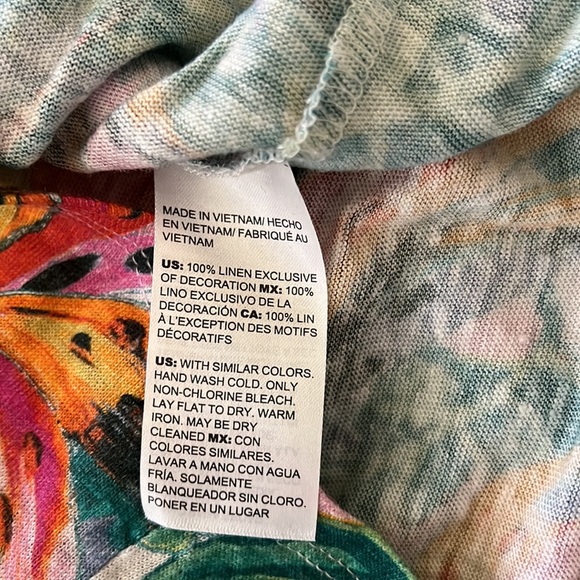 MADE IN VIETNAM/ HECHO
EN VIETNAM/ FABRIQUÉ AU
VIETNAM
US: 100% LINEN EXCLUSIVE
OF DECORATION MX: 100%
LINO EXCLUSIVO DE LA
DECORACIÓN CA: 100% LIN
À L'EXCEPTION DES MOTIFS
DÉCORATIFS
US: WITH SIMILAR COLORS.
HAND WASH COLD. ONLY
NON-CHLORINE BLEACH.
LAY FLAT TO DRY. WARM
IRON. MAY BE DRY
CLEANED MX: CON
COLORES SIMILARES.
LAVAR A MANO CON AGUA
FRÍA. SOLAMENTE
BLANQUEADOR SIN CLORO.
PONER EN UN LUGAR